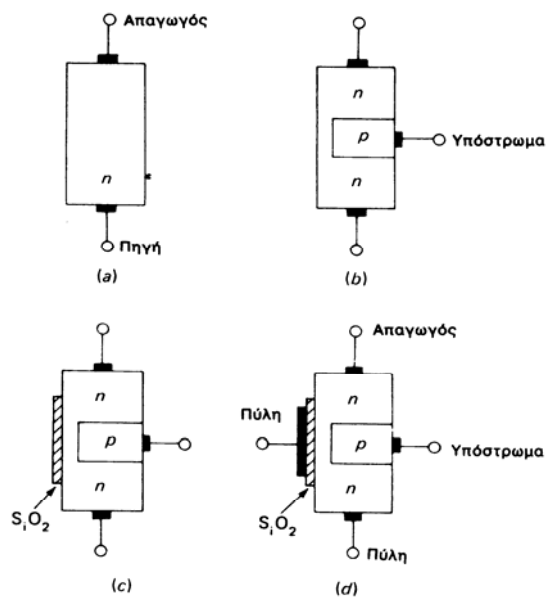 Απαγωγός
n
Πηγή
(a)
n
p
Υπόστρωμα
n
(b)
n
p
n
SiO2
(c)
Απαγωγός
Πύλη
n
p
Υπόστρωμα
n
SiO2
Πύλη
(d)